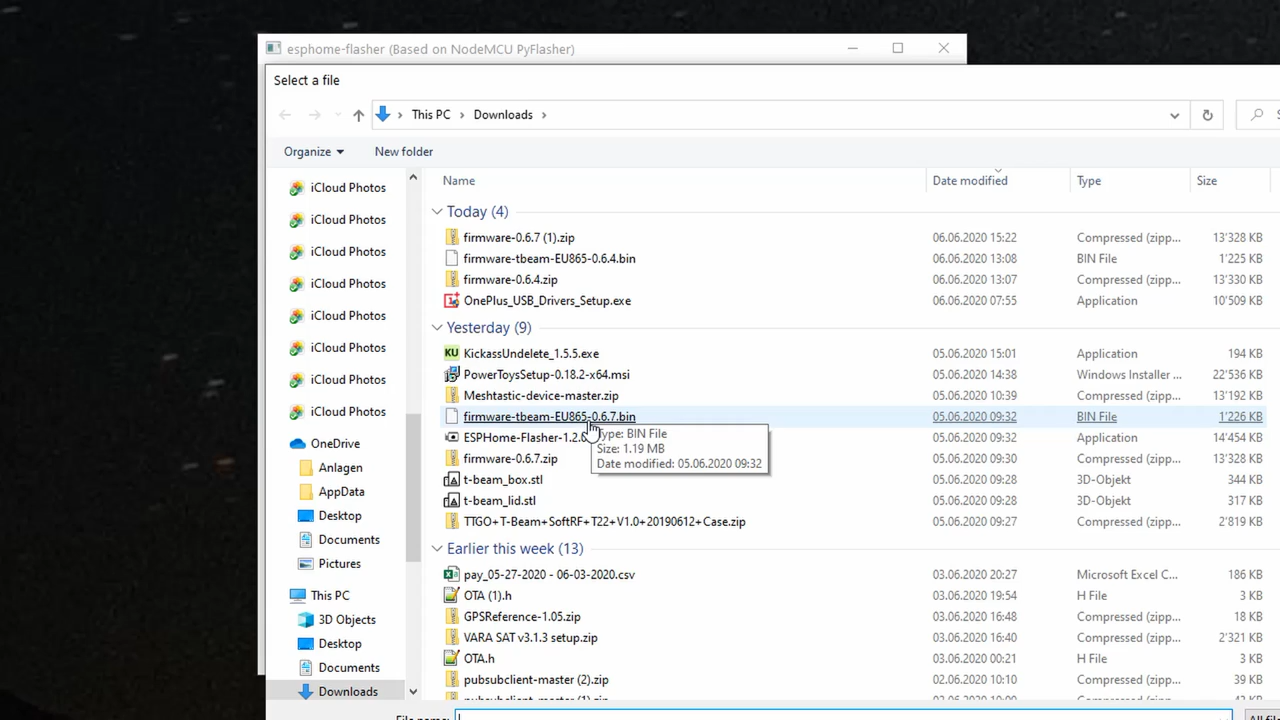 esphome-flasher (Based on NodeMCU PyFlasher)
Select a file
This PC > Downloads >
Organize
New folder
Name
Date modified
Type
Size
iCloud Photos
iCloud Photos
iCloud Photos
iCloud Photos
iCloud Photos
iCloud Photos
iCloud Photos
iCloud Photos
OneDrive
Anlagen
AppData
Desktop
Documents
Pictures
This PC
3D Objects
Desktop
Documents
Downloads
Today (4)
firmware-0.6.7 (1).zip 06.06.2020 15:22 Compressed (zipp... 13'328 KB
firmware-tbeam-EU865-0.6.4.bin 06.06.2020 13:08 BIN File 1'225 KB
firmware-0.6.4.zip 06.06.2020 13:07 Compressed (zipp... 13'330 KB
OnePlus_USB_Drivers_Setup.exe 06.06.2020 07:55 Application 10'509 KB
Yesterday (9)
KU KickassUndelete_1.5.5.exe 05.06.2020 15:01 Application 194 KB
PowerToysSetup-0.18.2-x64.msi 05.06.2020 14:38 Windows Installer ... 22'536 KB
Meshtastic-device-master.zip 05.06.2020 10:39 Compressed (zipp... 13'992 KB
firmware-tbeam-EU865-0.6.7.bin 05.06.2020 09:32 BIN File 1'226 KB
ESPHome-Flasher-1.2.0 05.06.2020 09:32 Application 14'454 KB
firmware-0.6.7.zip 05.06.2020 09:30 Compressed (zipp... 13'328 KB
t-beam_box.stl 05.06.2020 09:28 3D-Objekt 344 KB
t-beam_lid.stl 05.06.2020 09:28 3D-Objekt 317 KB
TTGO+T-Beam+SoftRF+T22+V1.0+20190612+Case.zip 05.06.2020 09:27 Compressed (zipp... 2'819 KB
Type: BIN File
Size: 1.19 MB
Date modified: 05.06.2020 09:32
Earlier this week (13)
pay_05-27-2020 - 06-03-2020.csv 03.06.2020 20:27 Microsoft Excel C... 186 KB
OTA (1).h 03.06.2020 19:54 H File 3 KB
GPSReference-1.05.zip 03.06.2020 16:48 Compressed (zipp... 18 KB
VARA SAT v3.1.3 setup.zip 03.06.2020 16:40 Compressed (zipp... 2'321 KB
OTA.h 03.06.2020 00:21 H File 3 KB
pubsubclient-master (2).zip 02.06.2020 10:10 Compressed (zipp... 39 KB
pubsubclient-master (1).zip
File name:
All file